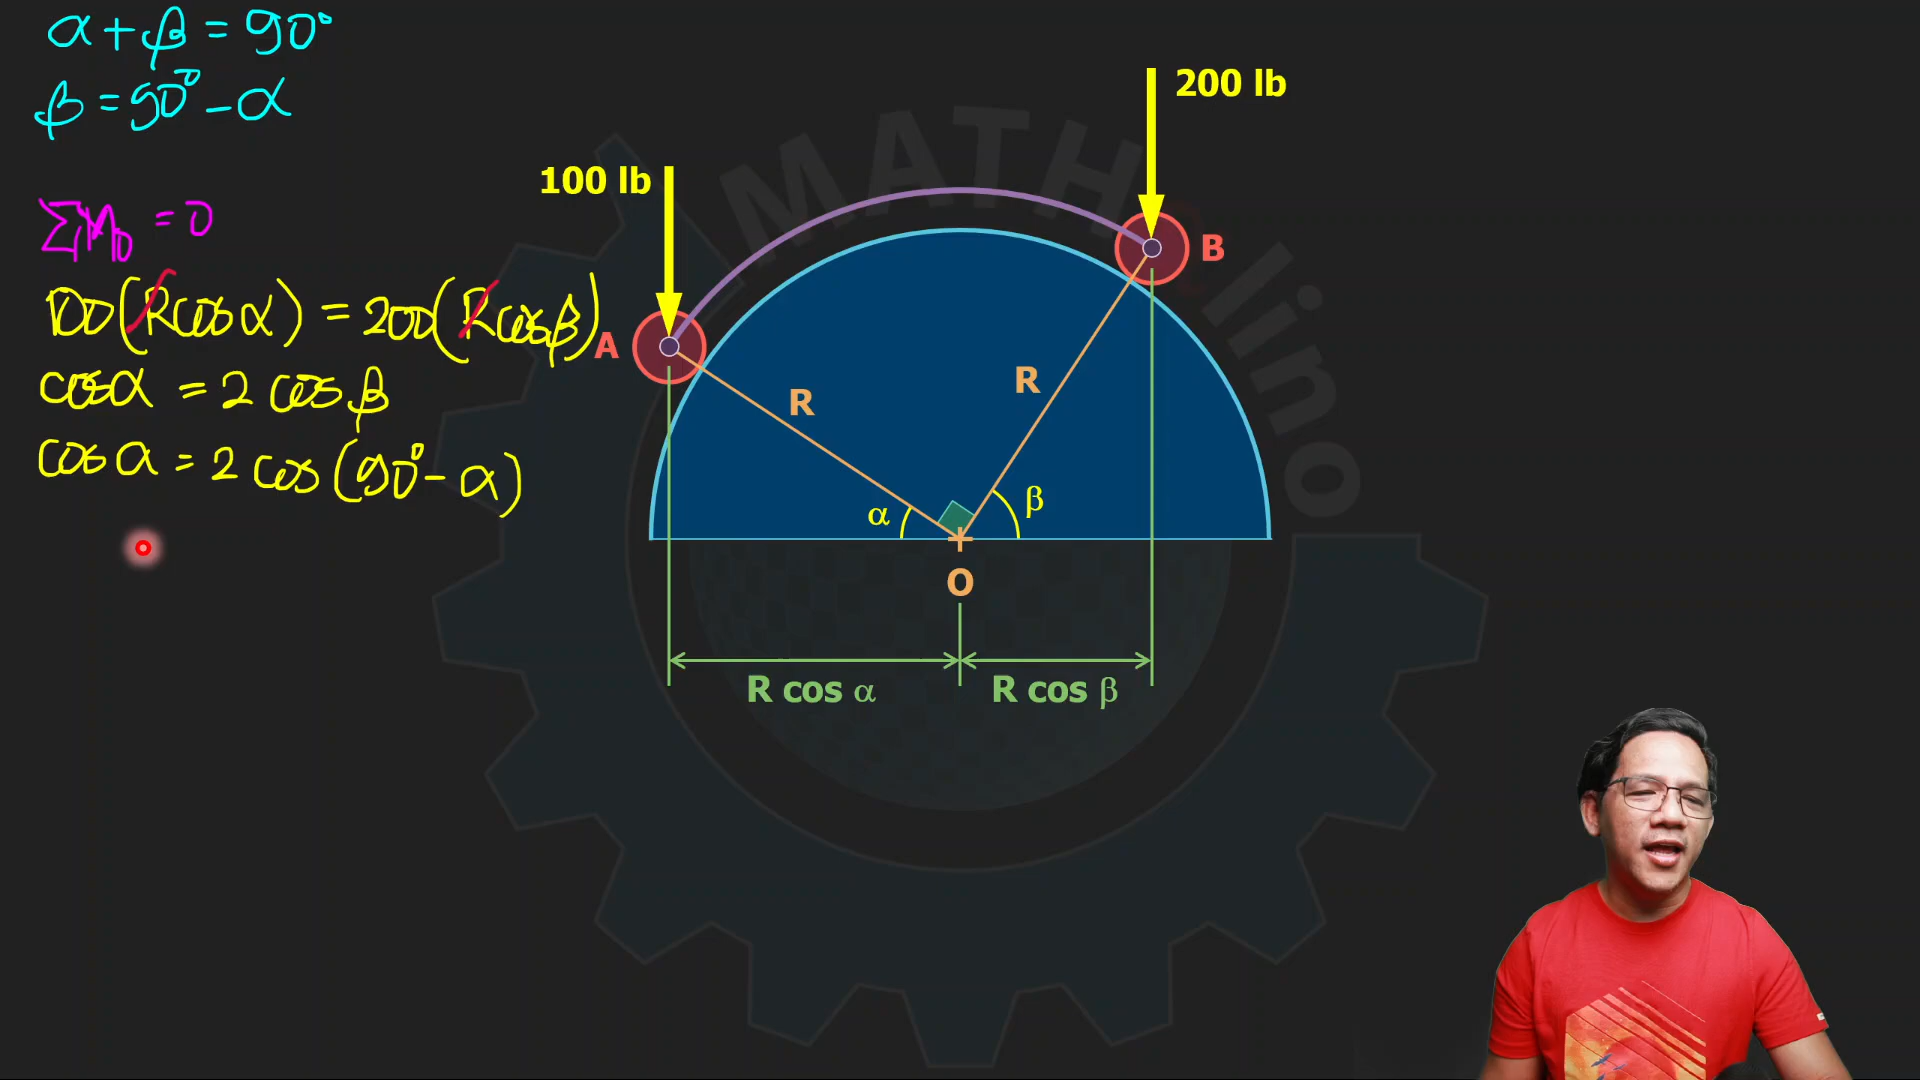 α + β = 90°
β = 90° - α
ΣM_O = 0
100(R cos α) = 200(R cos β)
cos α = 2 cos β
cos α = 2 cos(90° - α)
200 lb
100 lb
B
A
R
R
α
β
O
R cos α
R cos β
MATHalino